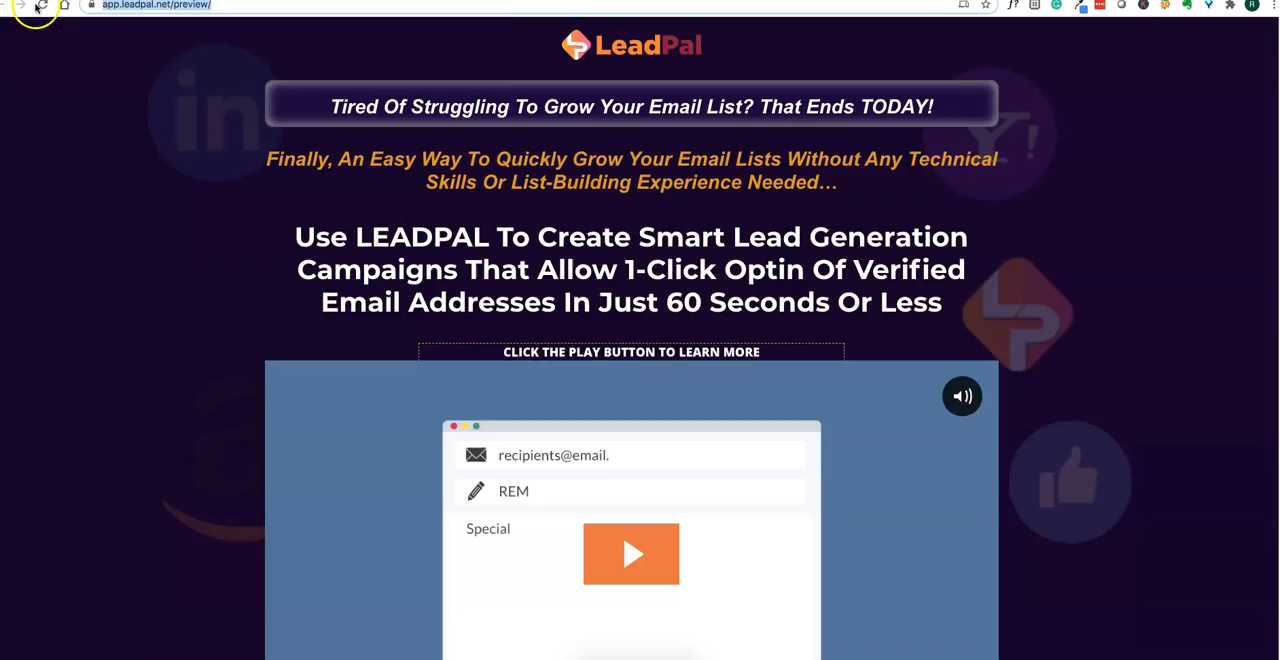 app.leadpal.net/preview/
LeadPal
Tired Of Struggling To Grow Your Email List? That Ends TODAY!
Finally, An Easy Way To Quickly Grow Your Email Lists Without Any Technical
Skills Or List-Building Experience Needed…
Use LEADPAL To Create Smart Lead Generation
Campaigns That Allow 1-Click Optin Of Verified
Email Addresses In Just 60 Seconds Or Less
CLICK THE PLAY BUTTON TO LEARN MORE
recipients@email.
REM
Special